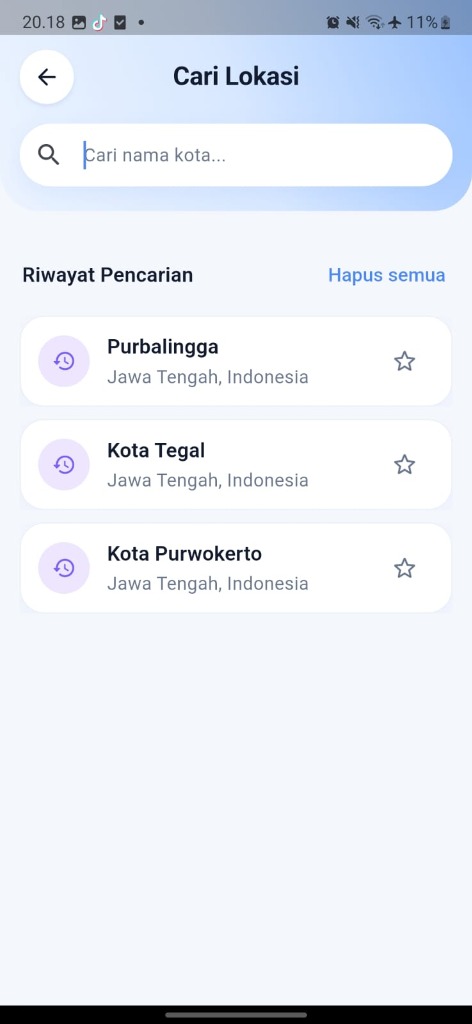 20.18
11%
Cari Lokasi
Cari nama kota...
Riwayat Pencarian
Hapus semua
Purbalingga
Jawa Tengah, Indonesia
Kota Tegal
Jawa Tengah, Indonesia
Kota Purwokerto
Jawa Tengah, Indonesia